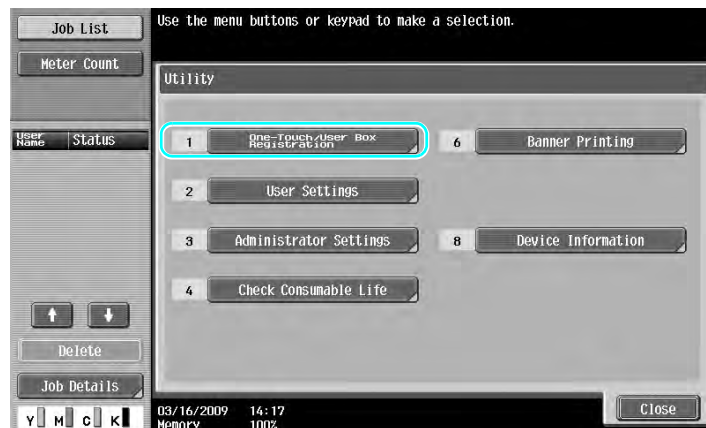 Job List
Meter Count
User Name Status
Delete
Job Details
Y M C K
Use the menu buttons or keypad to make a selection.
Utility
1 One-Touch/User Box
Registration
6 Banner Printing
2 User Settings
3 Administrator Settings
8 Device Information
4 Check Consumable Life
03/16/2009 14:17
Memory 100%
Close